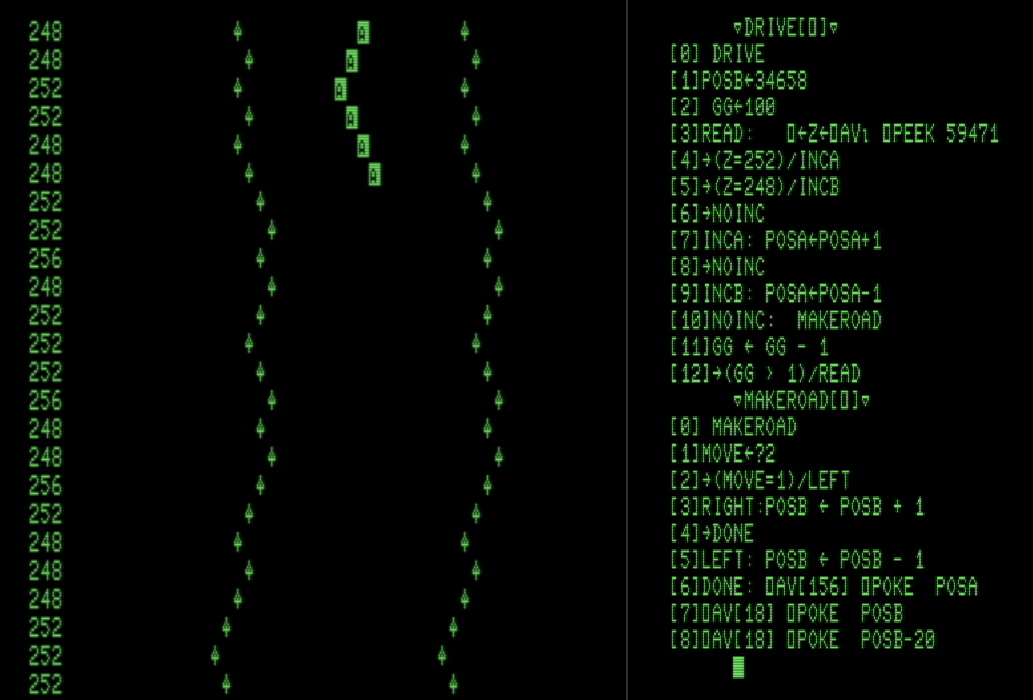 248 ⍋ A ⍋
248 ⍋ A ⍋
252 ⍋ A ⍋
252 ⍋ A ⍋
248 ⍋ A ⍋
248 ⍋ A ⍋
252 ⍋ ⍋
252 ⍋ ⍋
256 ⍋ ⍋
248 ⍋ ⍋
252 ⍋ ⍋
252 ⍋ ⍋
252 ⍋ ⍋
256 ⍋ ⍋
248 ⍋ ⍋
248 ⍋ ⍋
256 ⍋ ⍋
252 ⍋ ⍋
248 ⍋ ⍋
248 ⍋ ⍋
248 ⍋ ⍋
252 ⍋ ⍋
252 ⍋ ⍋
252 ⍋ ⍋
∇DRIVE[⎕]∇
[0] DRIVE
[1]POSB←34658
[2] GG←100
[3]READ: ⎕←Z←⎕AV⍳ ⎕PEEK 59471
[4]→(Z=252)/INCA
[5]→(Z=248)/INCB
[6]→NOINC
[7]INCA: POSA←POSA+1
[8]→NOINC
[9]INCB: POSA←POSA-1
[10]NOINC: MAKEROAD
[11]GG ← GG - 1
[12]→(GG > 1)/READ
∇MAKEROAD[⎕]∇
[0] MAKEROAD
[1]MOVE←?2
[2]→(MOVE=1)/LEFT
[3]RIGHT:POSB ← POSB + 1
[4]→DONE
[5]LEFT: POSB ← POSB - 1
[6]DONE: ⎕AV[156] ⎕POKE POSA
[7]⎕AV[18] ⎕POKE POSB
[8]⎕AV[18] ⎕POKE POSB-20